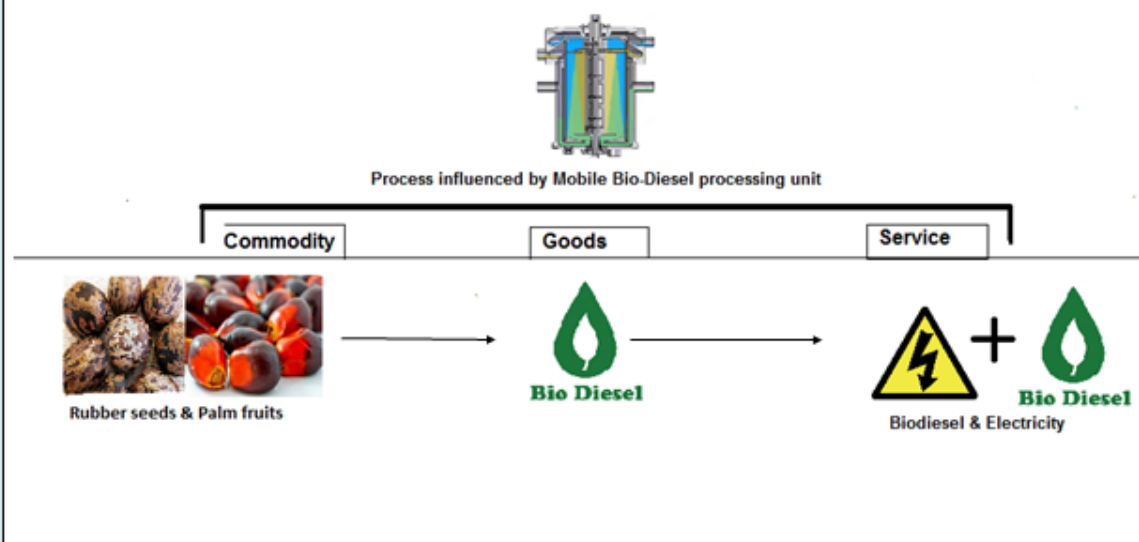 Process influenced by Mobile Bio-Diesel processing unit
Commodity
Goods
Service
Bio Diesel
Bio Diesel
Rubber seeds & Palm fruits
Biodiesel & Electricity